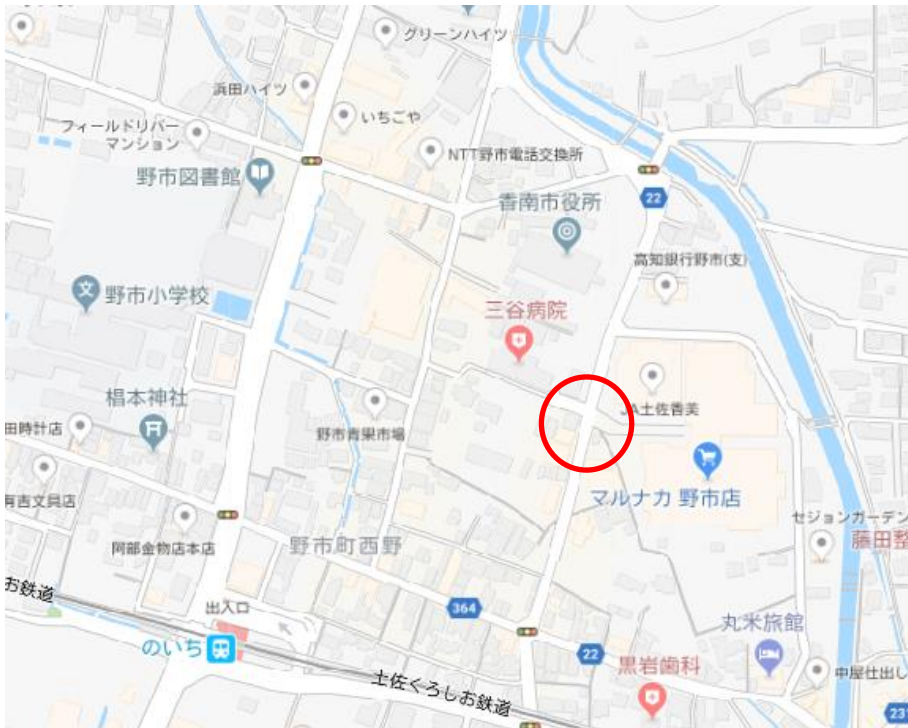 グリーンハイツ
浜田ハイツ
いちごや
フィールドリバー
マンション
NTT野市電話交換所
野市図書館
香南市役所
22
高知銀行野市(支)
文
野市小学校
三谷病院
椙本神社
JA土佐香美
田時計店
野市青果市場
マルナカ 野市店
有吉文具店
セジョンガーデン
阿部金物店本店
野市町西野
藤田整
お鉄道
出入口
364
丸米旅館
のいち
22
黒岩歯科
中屋仕出し
土佐くろしお鉄道
231